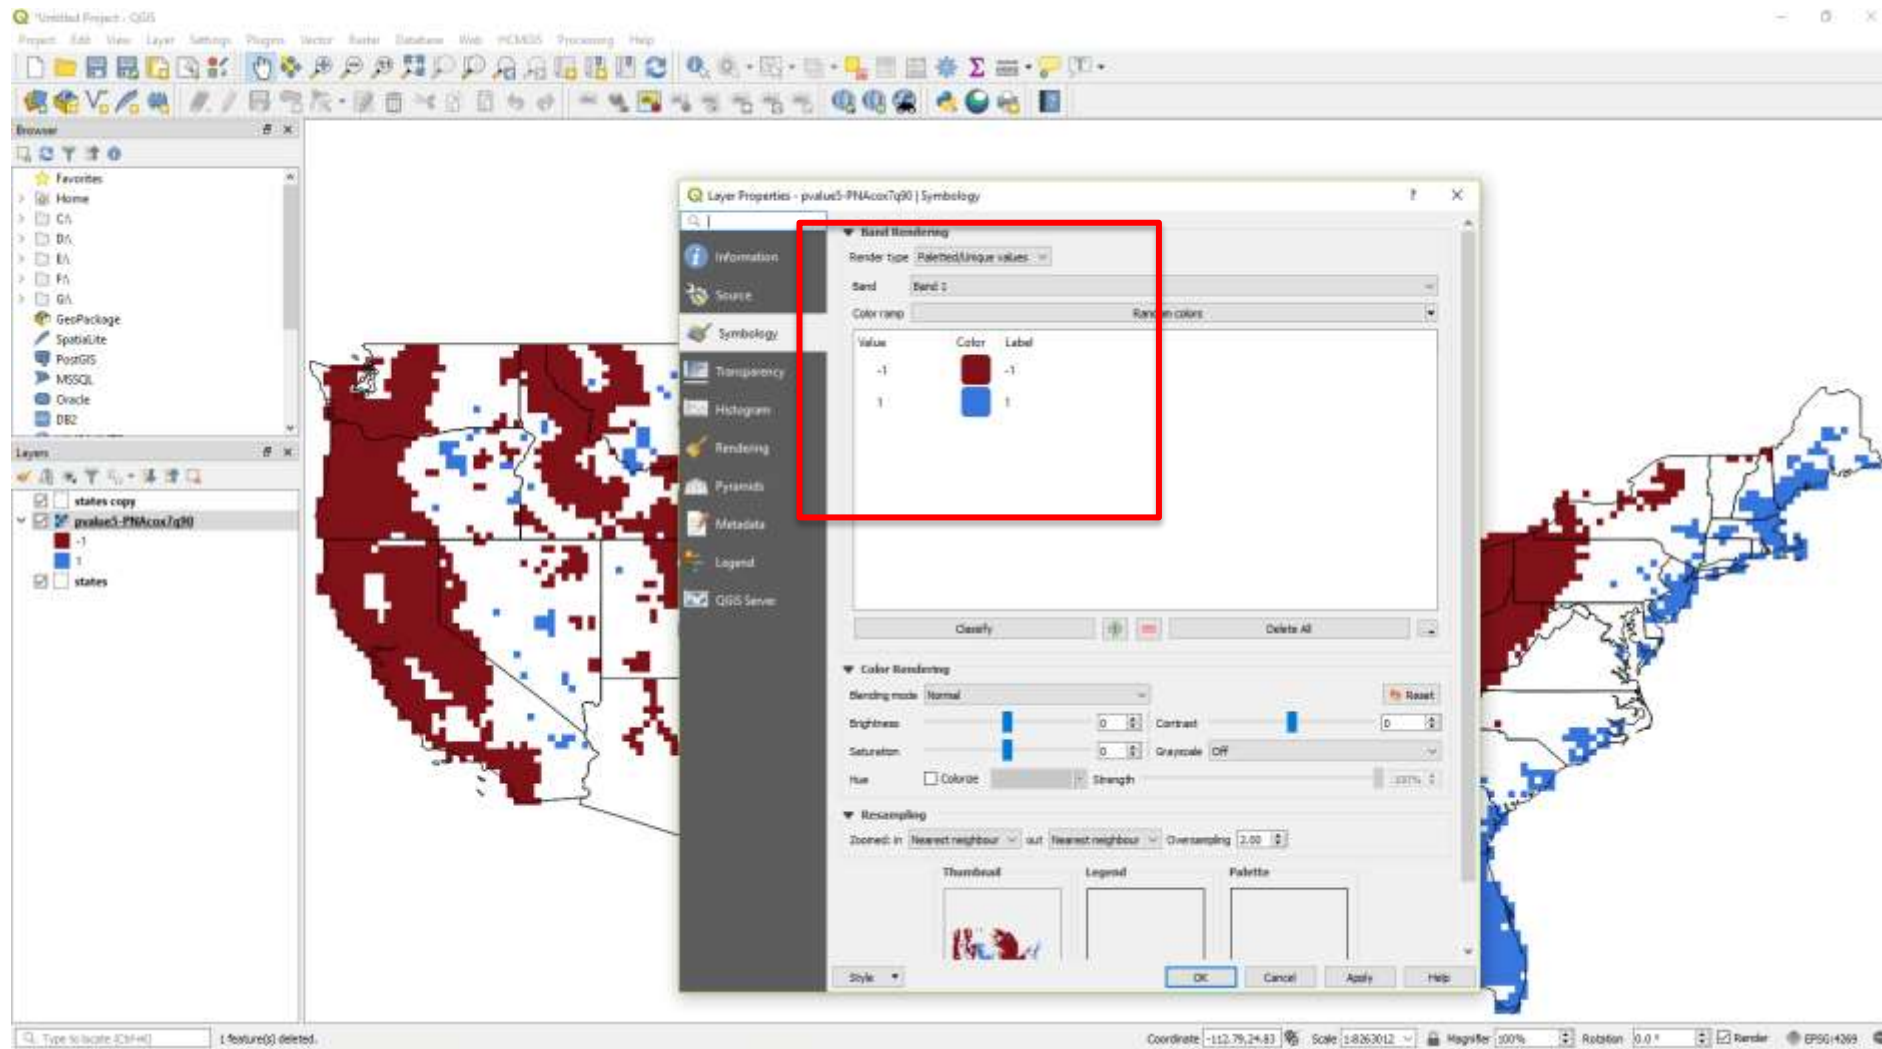 *Untitled Project - QGIS
Project Edit View Layer Settings Plugins Vector Raster Database Web HCMGIS Processing Help
Browser
Favorites
Home
C:\
D:\
E:\
F:\
G:\
GeoPackage
SpatiaLite
PostGIS
MSSQL
Oracle
DB2
Layers
states copy
pvalue5-PNAcox7q90
-1
1
states
Layer Properties - pvalue5-PNAcox7q90 | Symbology
Information
Source
Symbology
Transparency
Histogram
Rendering
Pyramids
Metadata
Legend
QGIS Server
Band Rendering
Render type Paletted/Unique values
Band Band 1
Color ramp Random colors
Value Color Label
-1 -1
1 1
Classify Delete All
Color Rendering
Blending mode Normal Reset
Brightness 0 Contrast 0
Saturation 0 Grayscale Off
Hue Colorize Strength 100%
Resampling
Zoomed: in Nearest neighbour out Nearest neighbour Oversampling 2.00
Thumbnail Legend Palette
Style OK Cancel Apply Help
Type to locate (Ctrl+K) 1 feature(s) deleted. Coordinate -112.79,24.83 Scale 1:8263012 Magnifier 100% Rotation 0.0 ° Render EPSG:4269